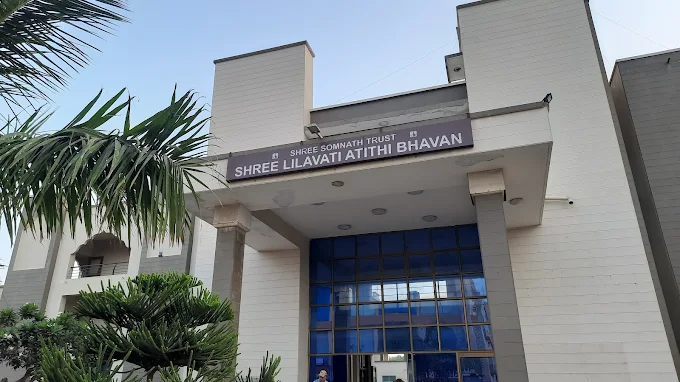 SHREE SOMNATH TRUST
SHREE LILAVATI ATITHI BHAVAN